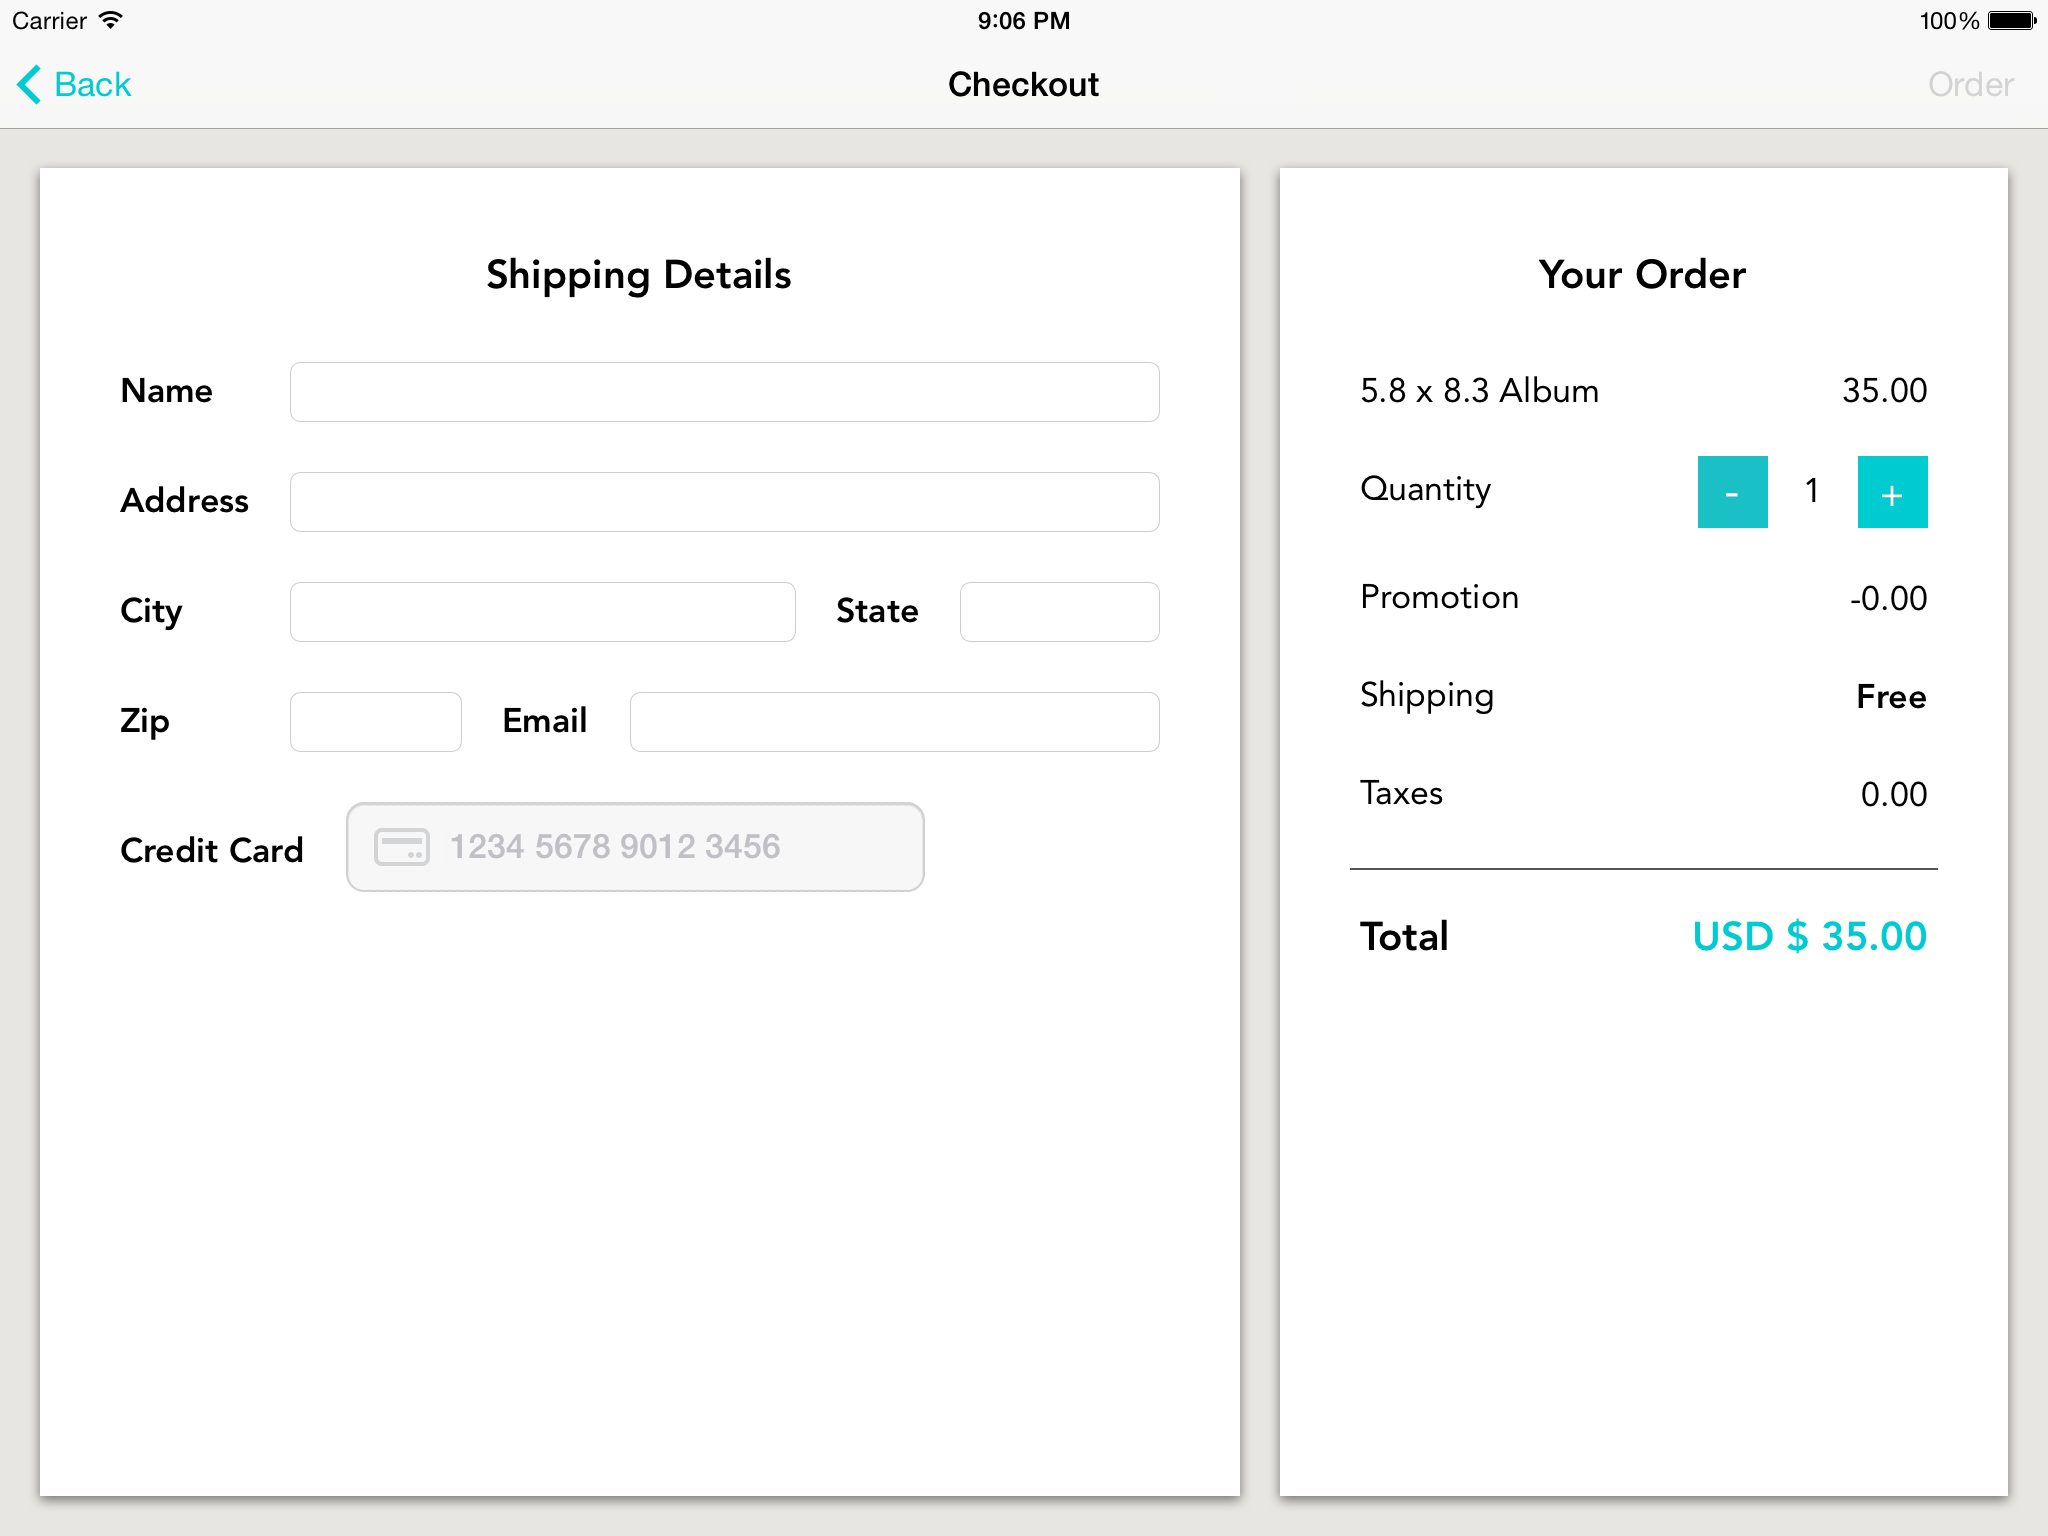 Carrier 9:06 PM 100%
Back Checkout Order
Shipping Details
Name
Address
City State
Zip Email
Credit Card 1234 5678 9012 3456
Your Order
5.8 x 8.3 Album 35.00
Quantity - 1 +
Promotion -0.00
Shipping Free
Taxes 0.00
Total USD $ 35.00